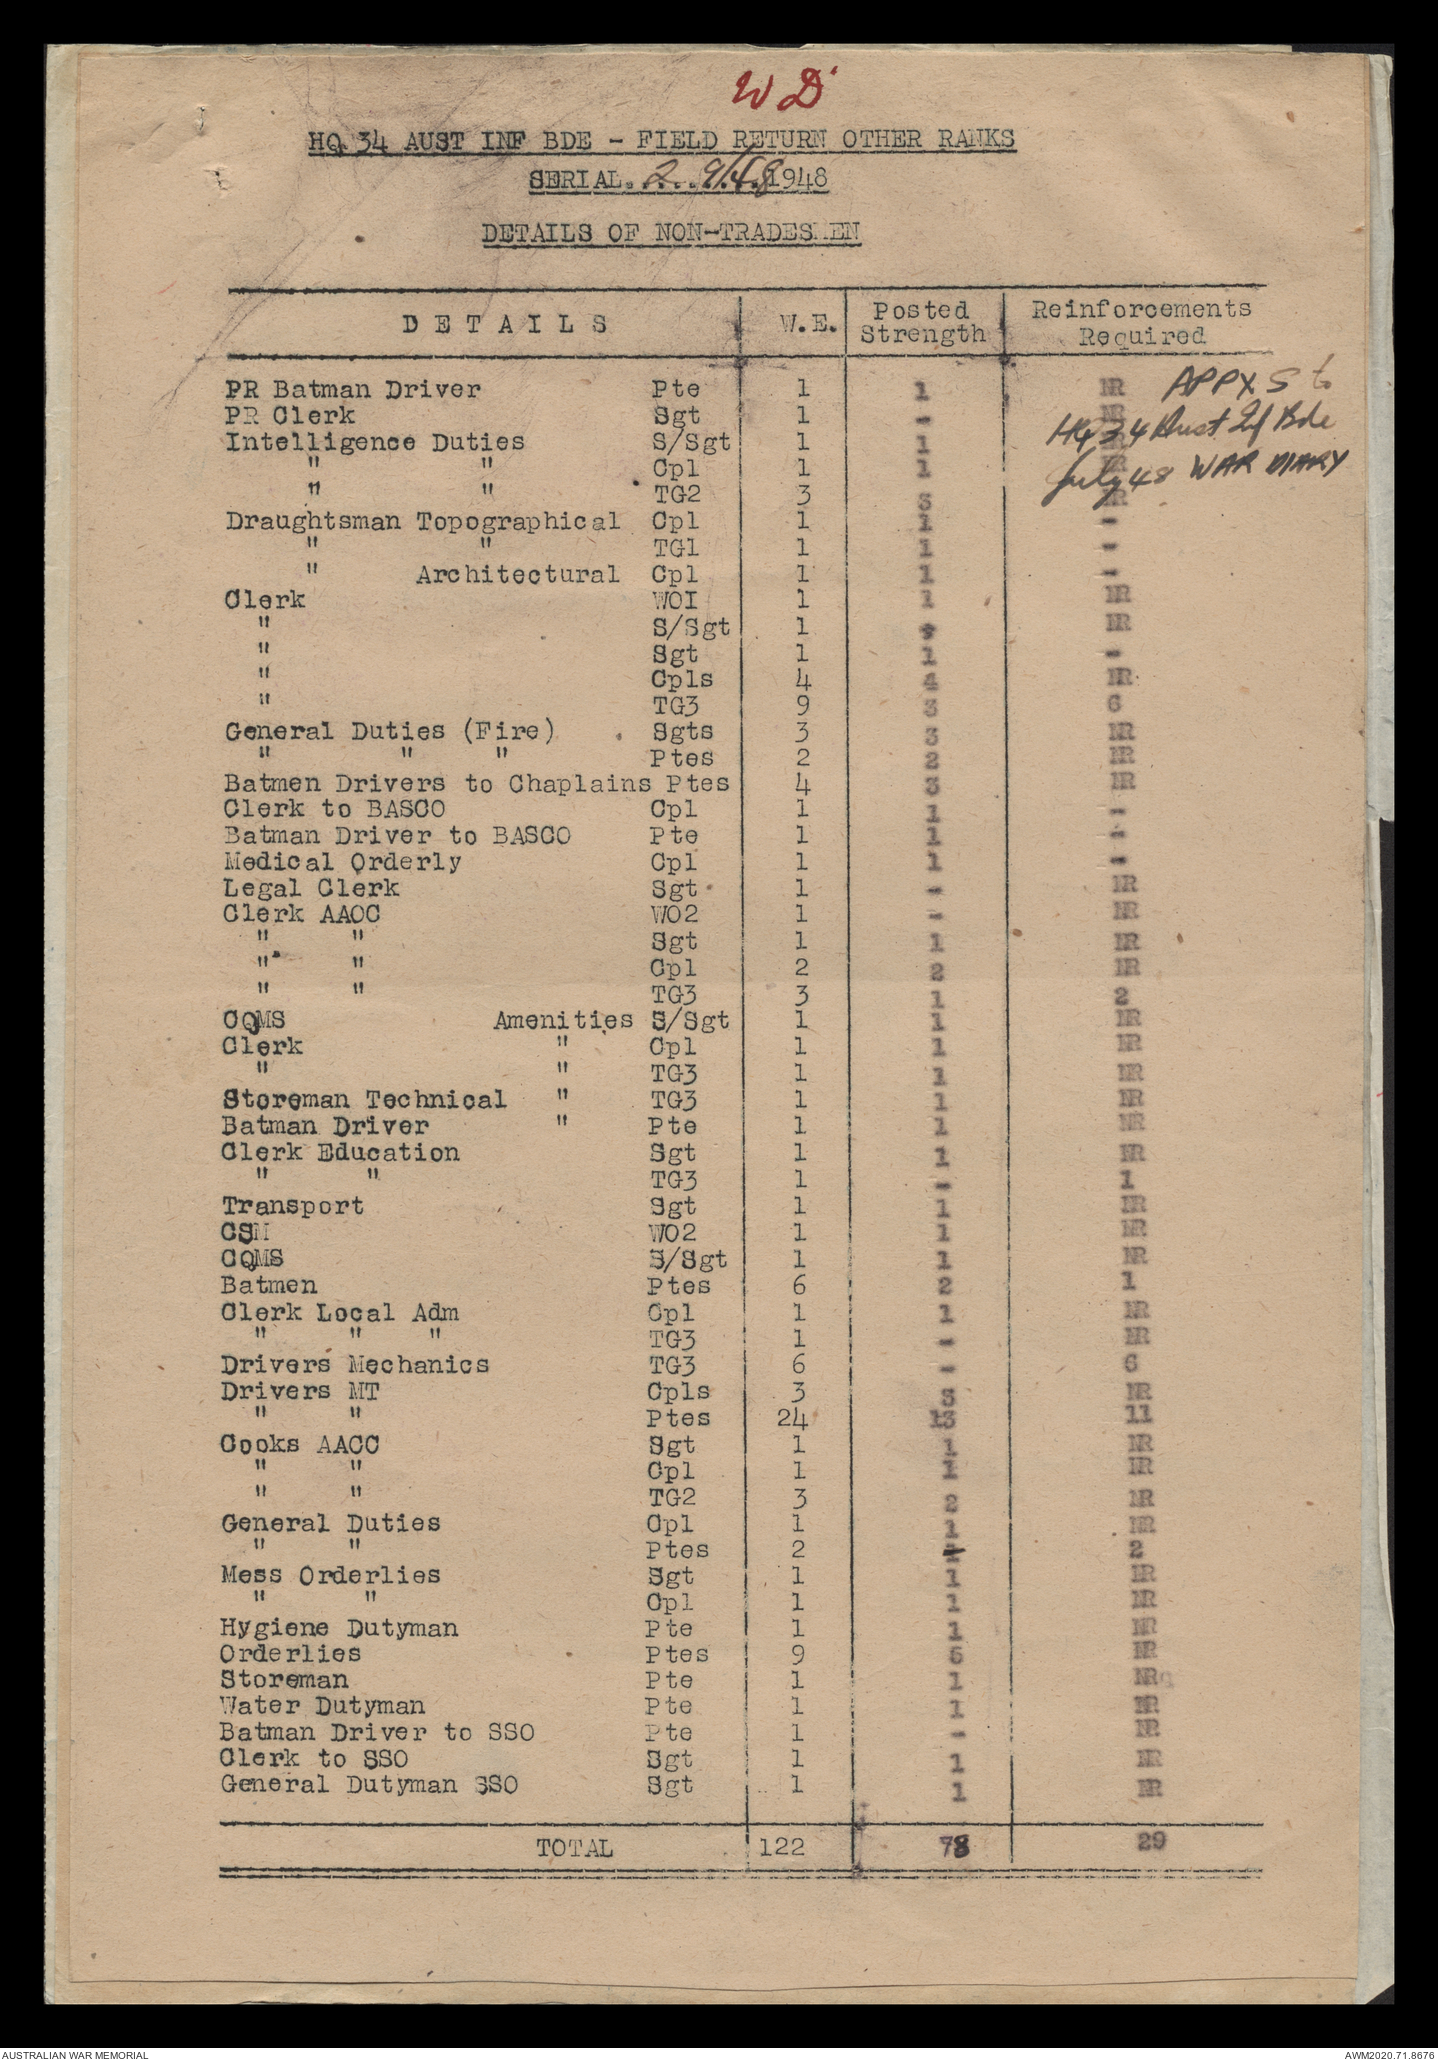 WD
HQ 34 AUST INF BDE - FIELD RETURN OTHER RANKS
SERIAL. 2 . . . 1948
DETAILS OF NON-TRADESMEN
DETAILS W.E. Posted Strength Reinforcements Required
APPX 5 to
HQ 34 Aust Inf Bde
July 48 WAR DIARY
PR Batman Driver Pte 1 1 NR
PR Clerk Sgt 1 - NR
Intelligence Duties S/Sgt 1 1 NR
" " Cpl 1 1 NR
" " TG2 3 3 NR
Draughtsman Topographical Cpl 1 1 -
" " TG1 1 1 -
" Architectural Cpl 1 1 -
Clerk WOI 1 1 NR
" S/Sgt 1 NR
" Sgt 1 1 -
" Cpls 4 4 NR
" TG3 9 3 6
General Duties (Fire) Sgts 3 3 NR
" " " Ptes 2 2 NR
Batmen Drivers to Chaplains Ptes 4 3 NR
Clerk to BASCO Cpl 1 1 -
Batman Driver to BASCO Pte 1 1 -
Medical Orderly Cpl 1 1 -
Legal Clerk Sgt 1 - NR
Clerk AAOC WO2 1 - NR
" " Sgt 1 1 NR
" " Cpl 2 2 NR
" " TG3 3 1 2
CQMS Amenities S/Sgt 1 1 NR
Clerk " Cpl 1 1 NR
" " TG3 1 1 NR
Storeman Technical " TG3 1 1 NR
Batman Driver " Pte 1 1 NR
Clerk Education Sgt 1 1 NR
" " TG3 1 - 1
Transport Sgt 1 1 NR
CSM WO2 1 1 NR
CQMS S/Sgt 1 1 NR
Batmen Ptes 6 2 1
Clerk Local Adm Cpl 1 1 NR
" " " TG3 1 - NR
Drivers Mechanics TG3 6 - 6
Drivers MT Cpls 3 3 NR
" " Ptes 24 13 11
Cooks AACC Sgt 1 1 NR
" " Cpl 1 1 NR
" " TG2 3 2 NR
General Duties Cpl 1 1 NR
" " Ptes 2 - 2
Mess Orderlies Sgt 1 1 NR
" " Cpl 1 1 NR
Hygiene Dutyman Pte 1 1 NR
Orderlies Ptes 9 NR
Storeman Pte 1 1 NR
Water Dutyman Pte 1 1 NR
Batman Driver to SSO Pte 1 - NR
Clerk to SSO Sgt 1 1 NR
General Dutyman SSO Sgt 1 1 NR
TOTAL 122 78 29
AUSTRALIAN WAR MEMORIAL AWM2020.71.8676